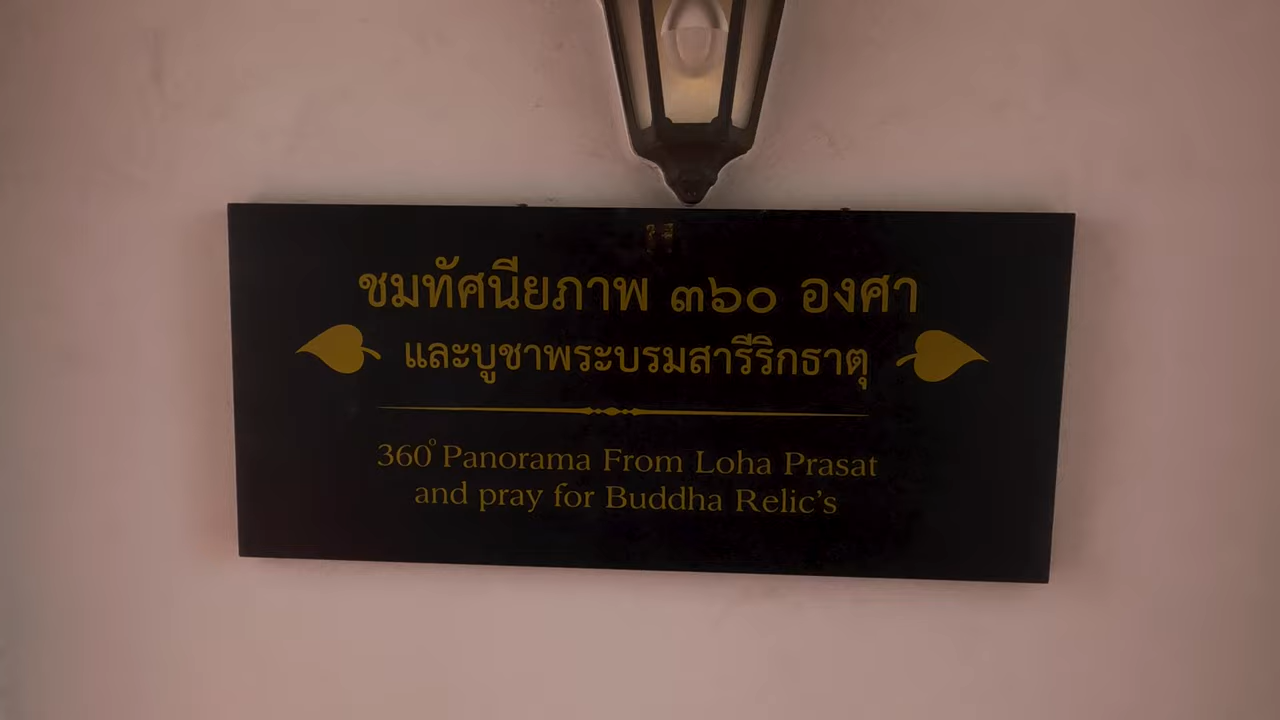 ชมทัศนียภาพ ๓๖๐ องศา
และบูชาพระบรมสารีริกธาตุ
360° Panorama From Loha Prasat
and pray for Buddha Relic's